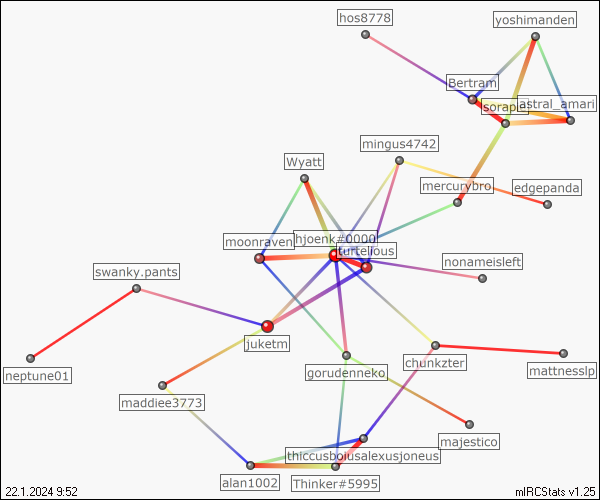 hos8778
yoshimanden
Bertram
sorapici
astral_amari
mingus4742
Wyatt
mercurybro
edgepanda
moonraven
hjoenk#0000
turtelious
nonameisleft
swanky.pants
juketm
neptune01
gorudenneko
chunkzter
mattnesslp
maddiee3773
majestico
thiccusboiusalexusjoneus
alan1002
Thinker#5995
22.1.2024 9:52
mIRCStats v1.25